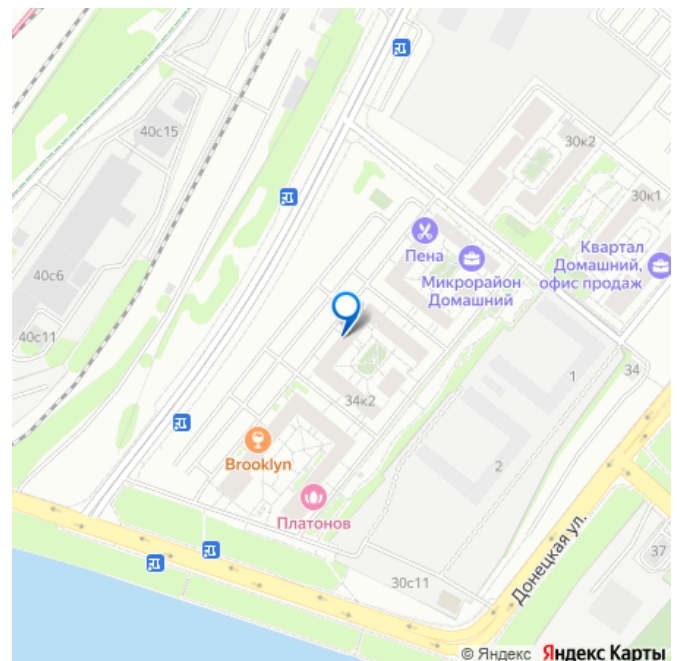 40с15
30к2
30к1
Пена
Квартал
Домашний,
офис продаж
Микрорайон
Домашний
40с6
40с11
34
1
34к2
Brooklyn
2
Платонов
Донецкая ул.
37
30с11
© Яндекс Яндекс Карты